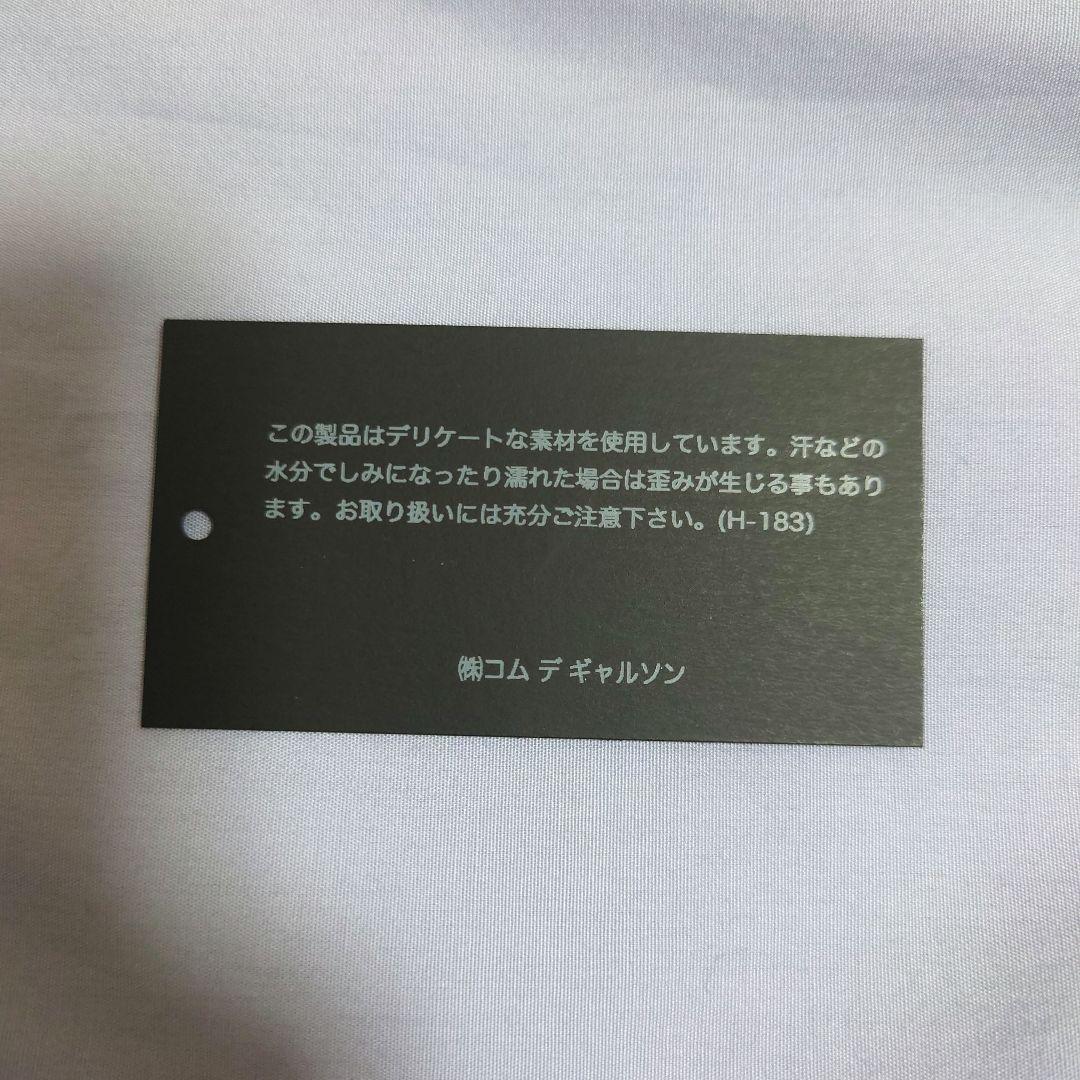 この製品はデリケートな素材を使用しています。汗などの
水分でしみになったり濡れた場合は歪みが生じる事もあり
ます。お取り扱いには充分ご注意下さい。(H-183)
㈱コム デ ギャルソン